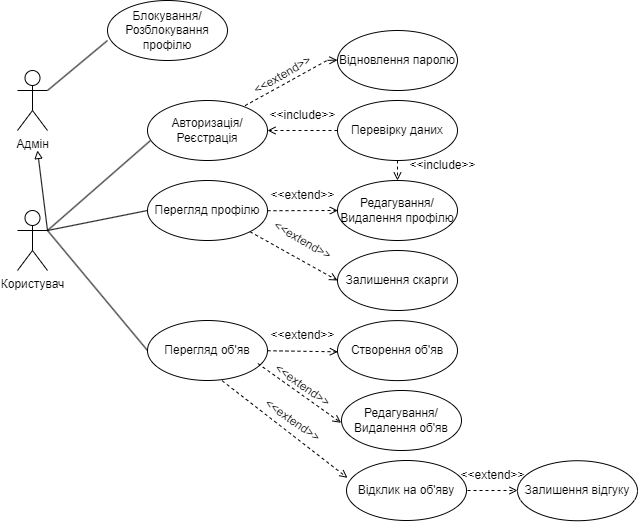 Блокування/
Розблокування
профілю
<<extend>>
Відновлення паролю
Авторизація/
Реєстрація
<<include>>
Перевірку даних
Адмін
<<include>>
Перегляд профілю
<<extend>>
Редагування/
Видалення профілю
<<extend>>
Користувач
Залишення скарги
<<extend>>
Перегляд об'яв
Створення об'яв
<<extend>>
Редагування/
Видалення об'яв
<<extend>>
<<extend>>
Відклик на об'яву
Залишення відгуку